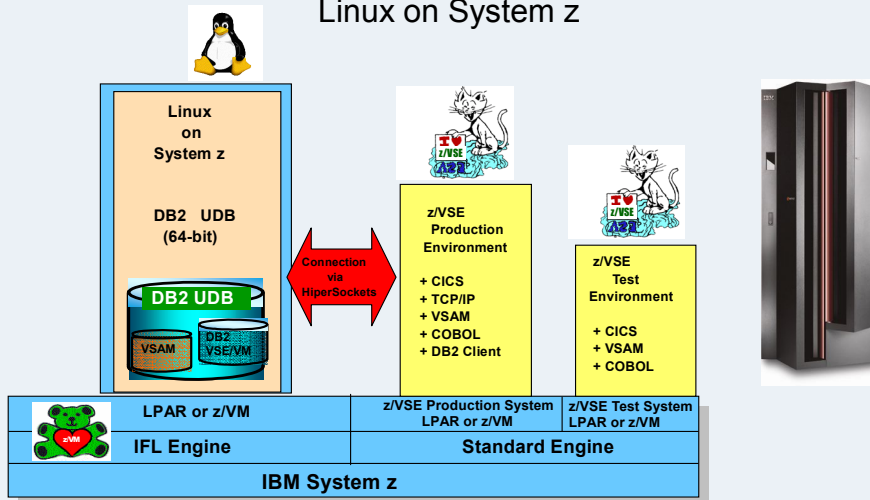 Linux on System z
Linux
on
System z
DB2 UDB
(64-bit)
DB2 UDB
VSAM
DB2
VSE/VM
Connection
via
HiperSockets
I ♥
z/VSE
z/VSE
Production
Environment
+ CICS
+ TCP/IP
+ VSAM
+ COBOL
+ DB2 Client
I ♥
z/VSE
z/VSE
Test
Environment
+ CICS
+ VSAM
+ COBOL
IBM
z/VM
LPAR or z/VM
z/VSE Production System
LPAR or z/VM
z/VSE Test System
LPAR or z/VM
IFL Engine
Standard Engine
IBM System z